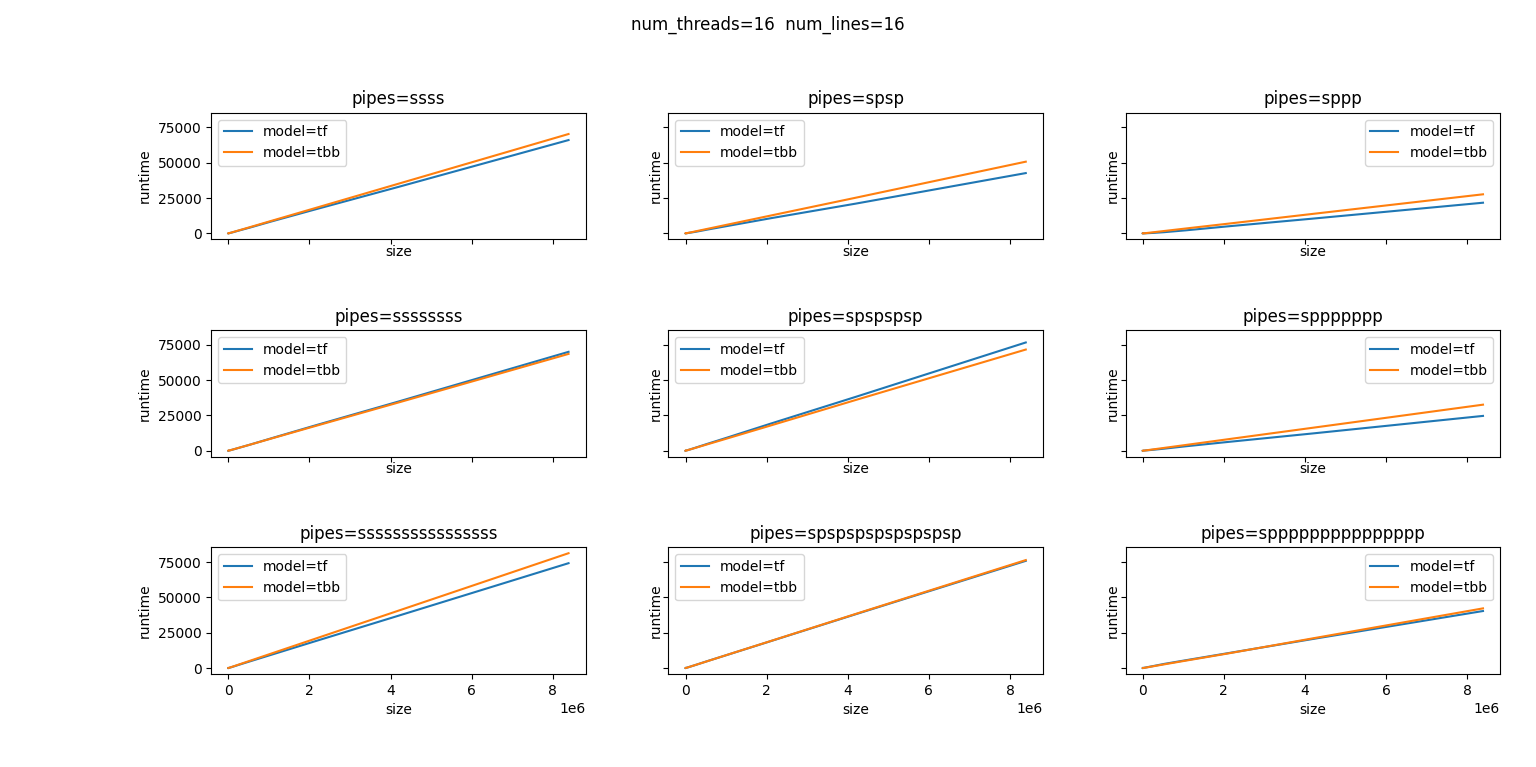 num_threads=16  num_lines=16
pipes=ssss
model=tf
model=tbb
75000
50000
25000
0
runtime
size
pipes=spsp
model=tf
model=tbb
runtime
size
pipes=sppp
model=tf
model=tbb
runtime
size
pipes=ssssssss
model=tf
model=tbb
75000
50000
25000
0
runtime
size
pipes=spspspsp
model=tf
model=tbb
runtime
size
pipes=sppppppp
model=tf
model=tbb
runtime
size
pipes=ssssssssssssssss
model=tf
model=tbb
75000
50000
25000
0
runtime
0 2 4 6 8
size
1e6
pipes=spspspspspspspsp
model=tf
model=tbb
runtime
0 2 4 6 8
size
1e6
pipes=sppppppppppppppp
model=tf
model=tbb
runtime
0 2 4 6 8
size
1e6